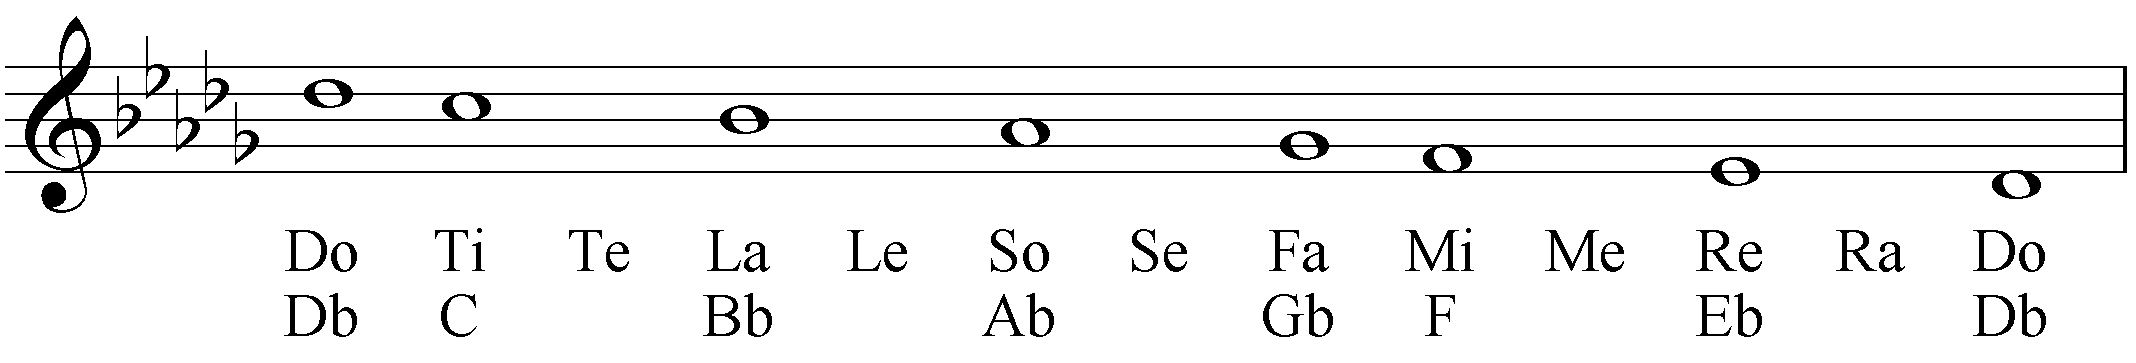 Do Ti Te La Le So Se Fa Mi Me Re Ra Do
Db C Bb Ab Gb F Eb Db